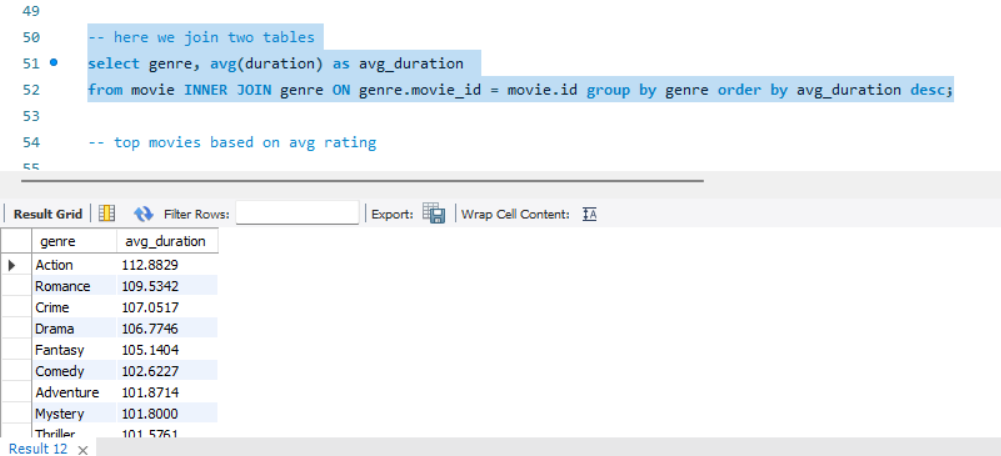 49
50 -- here we join two tables
51 select genre, avg(duration) as avg_duration
52 from movie INNER JOIN genre ON genre.movie_id = movie.id group by genre order by avg_duration desc;
53
54 -- top movies based on avg rating
55
Result Grid Filter Rows: Export: Wrap Cell Content: IA
genre avg_duration
Action 112.8829
Romance 109.5342
Crime 107.0517
Drama 106.7746
Fantasy 105.1404
Comedy 102.6227
Adventure 101.8714
Mystery 101.8000
Thriller 101.5761
Result 12 ×